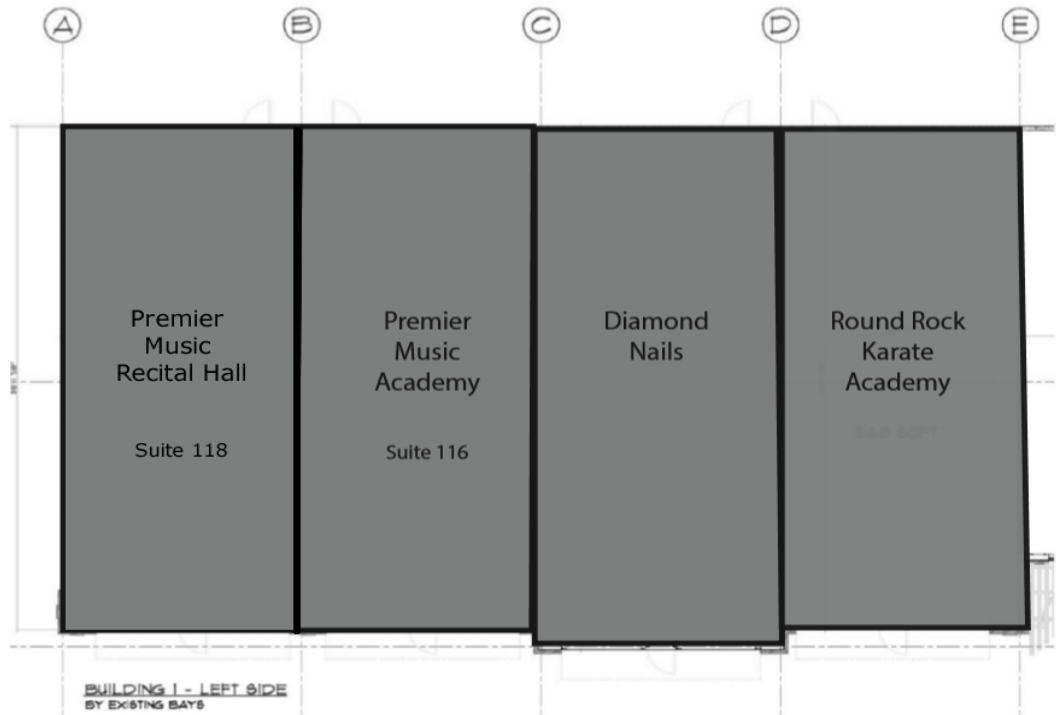 A B C D E
Premier
Music
Recital Hall
Suite 118
Premier
Music
Academy
Suite 116
Diamond
Nails
Round Rock
Karate
Academy
BUILDING 1 - LEFT SIDE
BY EXISTING BAYS